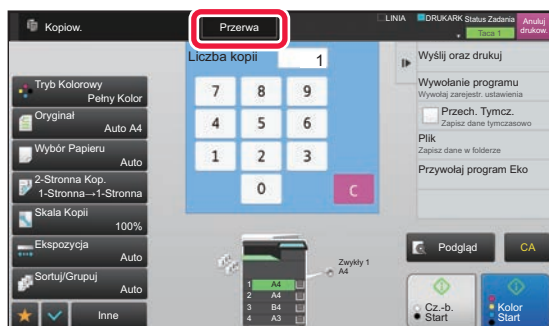 Kopiow.
Przerwa
LINIA
DRUKARK
Status Zadania
Taca 1
Anuluj
drukow.
Tryb Kolorowy
Pełny Kolor
Oryginał
Auto A4
Wybór Papieru
Auto
2-Stronna Kop.
1-Stronna→1-Stronna
Skala Kopii
100%
Ekspozycja
Auto
Sortuj/Grupuj
Auto
Inne
Liczba kopii
1
7 8 9
4 5 6
1 2 3
0 C
Zwykły 1
A4
1 A4
2 A4
3 B4
4 A3
Wyślij oraz drukuj
Wywołanie programu
Wywołaj zarejestr. ustawienia
Przech. Tymcz.
Zapisz dane tymczasowo
Plik
Zapisz dane w folderze
Przywołaj program Eko
Podgląd
CA
Cz.-b.
Start
Kolor
Start